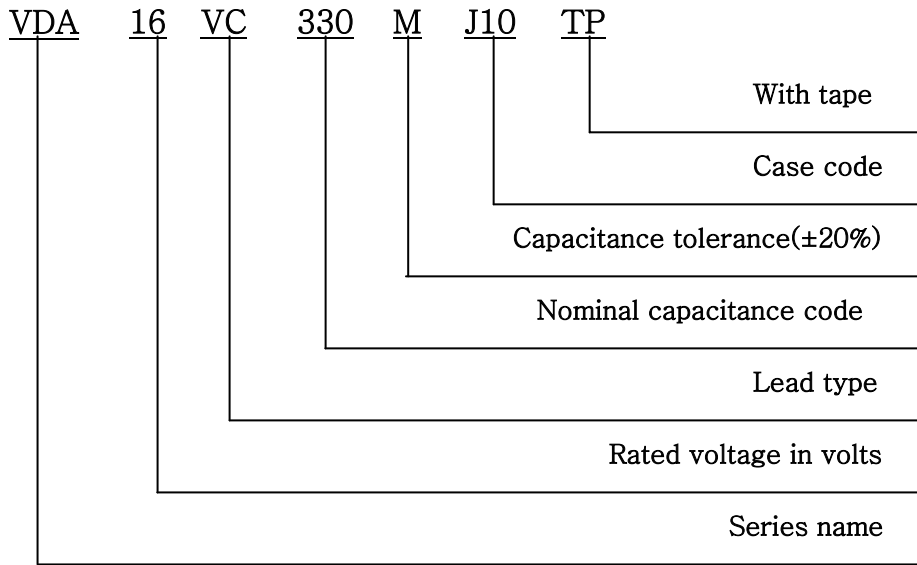 VDA 16 VC 330 M J10 TP
With tape
Case code
Capacitance tolerance(±20%)
Nominal capacitance code
Lead type
Rated voltage in volts
Series name